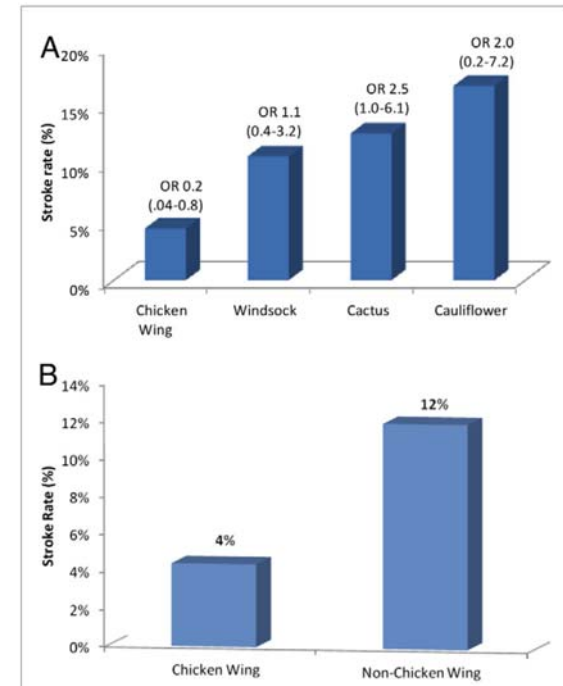 A
20%
15%
10%
5%
0%
Stroke rate (%)
OR 0.2
(.04-0.8)
OR 1.1
(0.4-3.2)
OR 2.5
(1.0-6.1)
OR 2.0
(0.2-7.2)
Chicken
Wing
Windsock
Cactus
Cauliflower
B
14%
12%
10%
8%
6%
4%
2%
0%
Stroke Rate (%)
4%
12%
Chicken Wing
Non-Chicken Wing